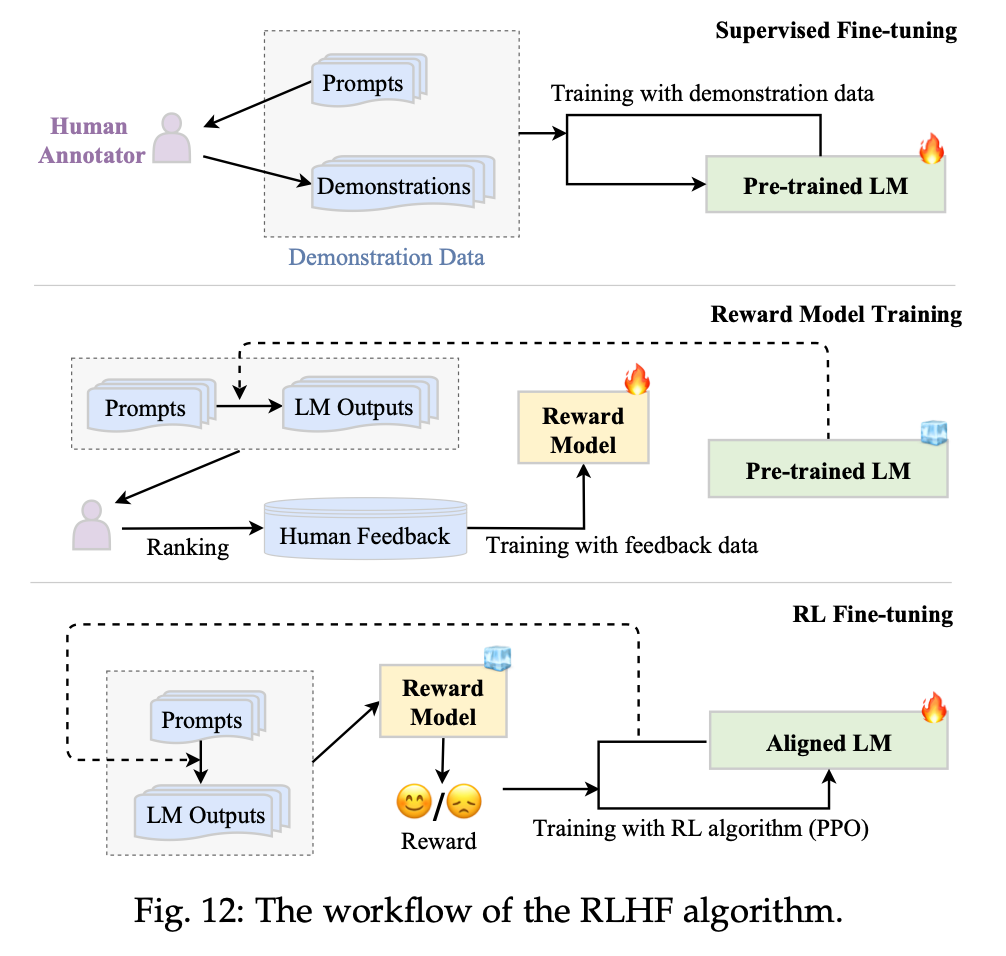 Supervised Fine-tuning
Prompts
Training with demonstration data
Human
Annotator
Demonstrations
Pre-trained LM
Demonstration Data
Reward Model Training
Prompts
LM Outputs
Reward
Model
Pre-trained LM
Human Feedback
Ranking
Training with feedback data
RL Fine-tuning
Prompts
Reward
Model
Aligned LM
LM Outputs
/
Reward
Training with RL algorithm (PPO)
Fig. 12: The workflow of the RLHF algorithm.